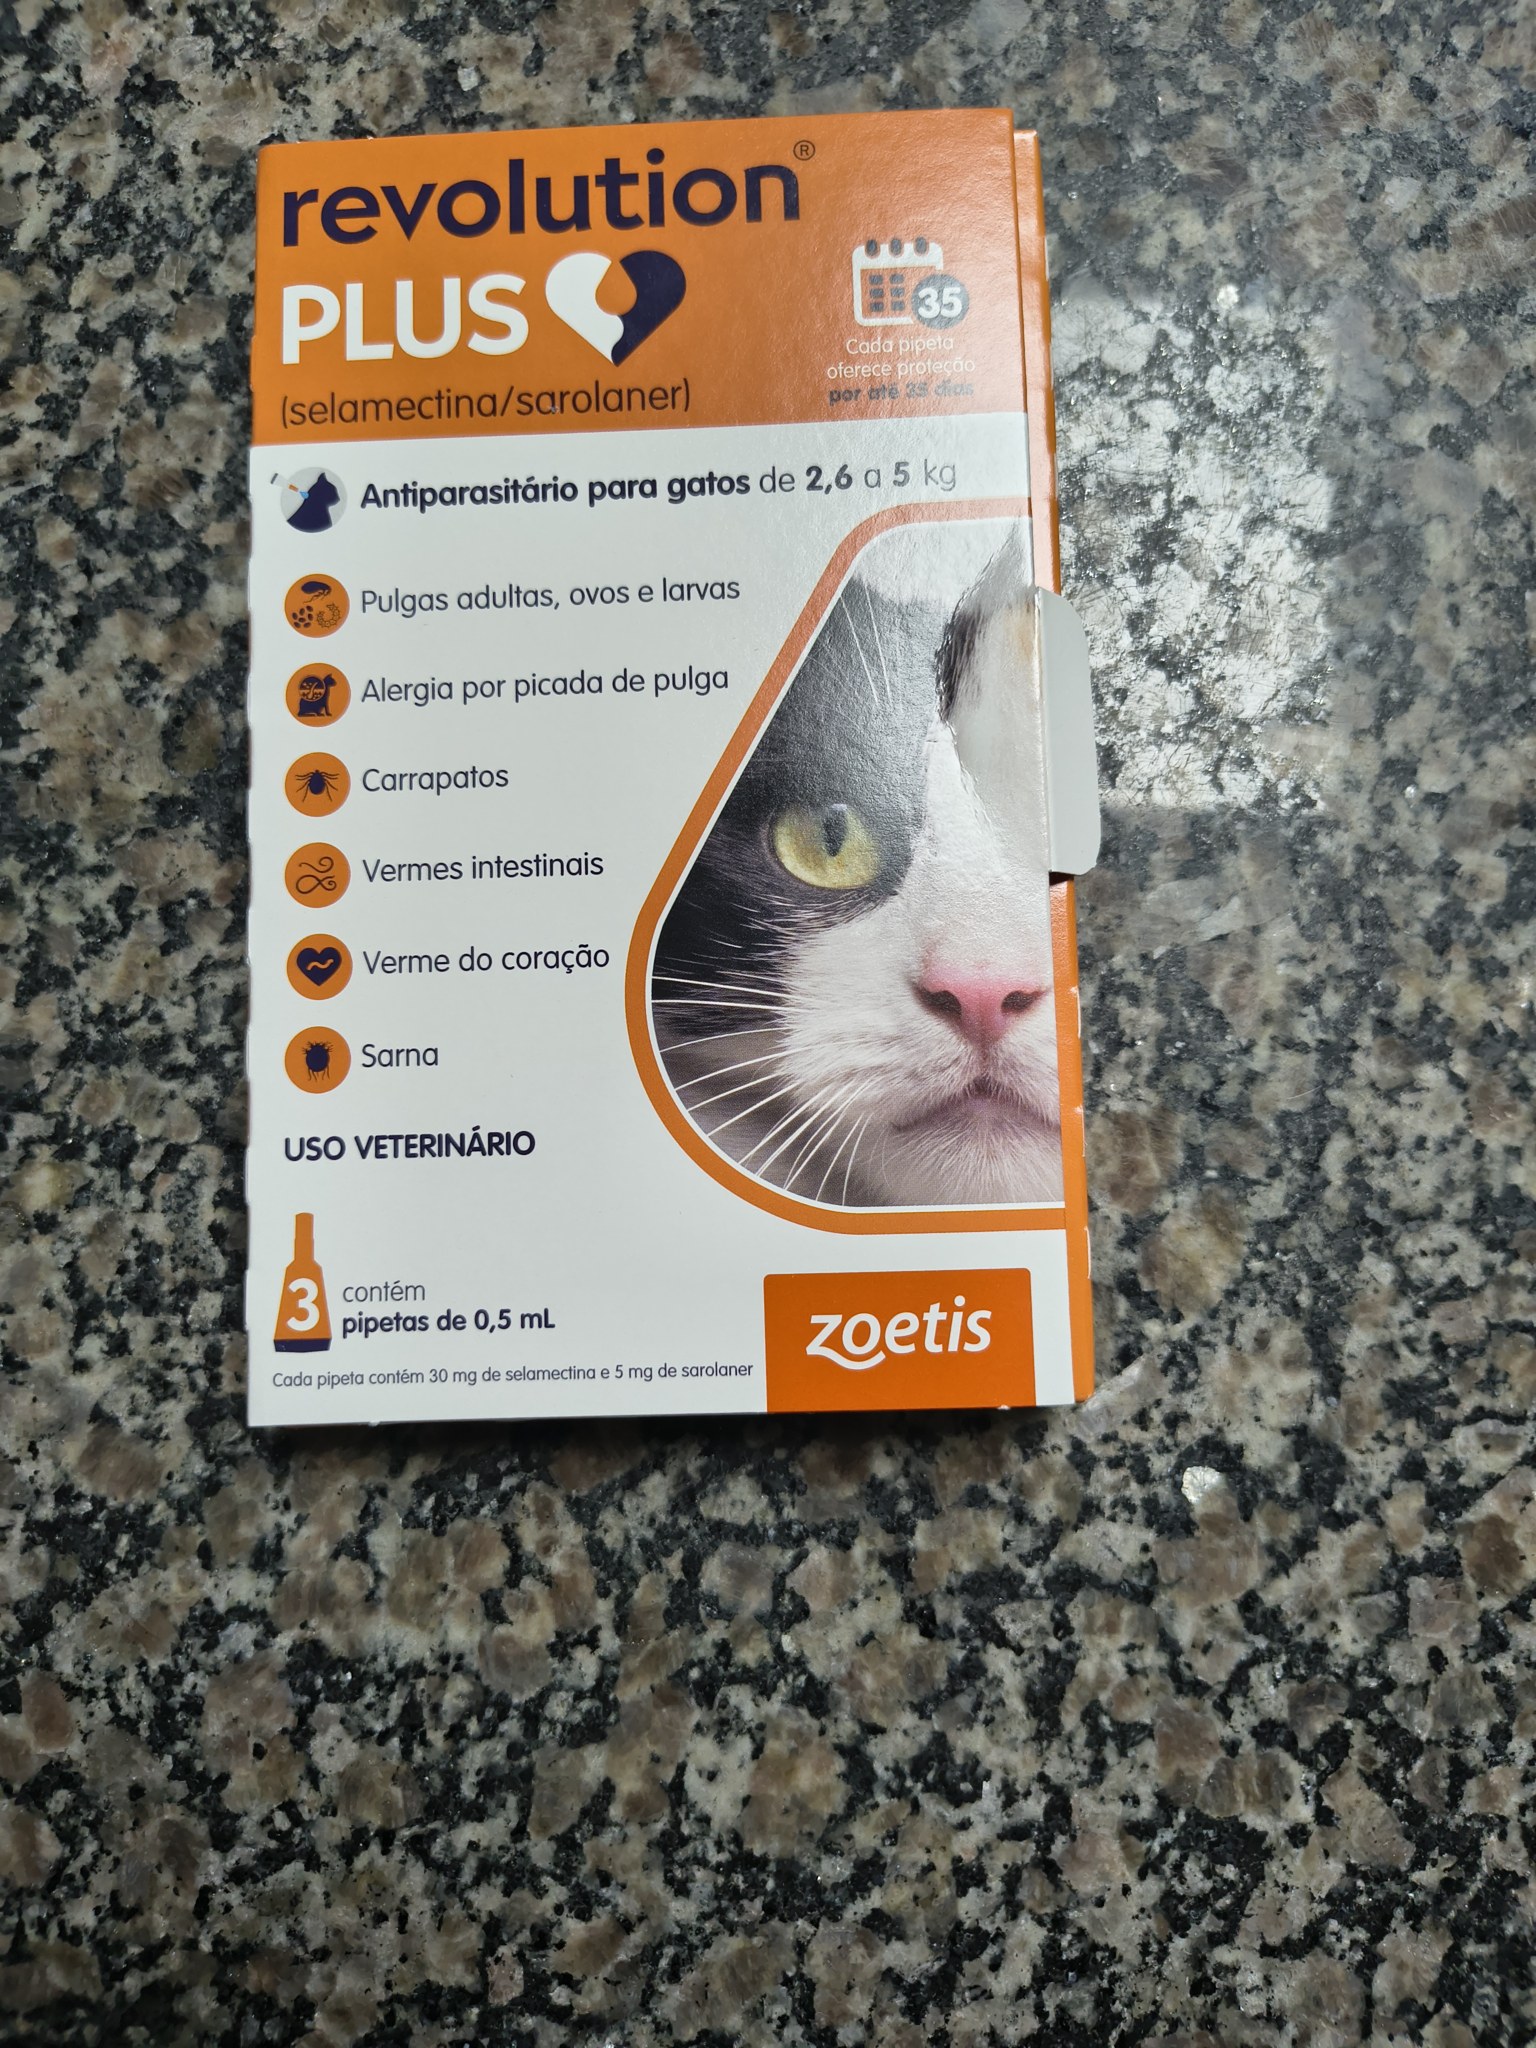 revolution®
PLUS
(selamectina/sarolaner)
35
Cada pipeta
oferece proteção
por até 35 dias
Antiparasitário para gatos de 2,6 a 5 kg
Pulgas adultas, ovos e larvas
Alergia por picada de pulga
Carrapatos
Vermes intestinais
Verme do coração
Sarna
USO VETERINÁRIO
3 contém
pipetas de 0,5 mL
Cada pipeta contém 30 mg de selamectina e 5 mg de sarolaner
zoetis